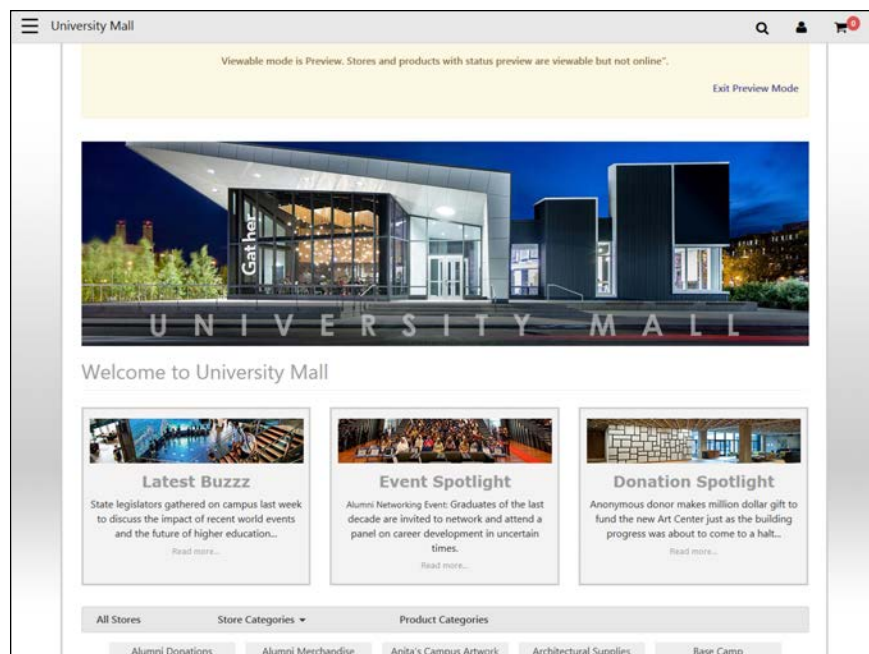 University Mall
0
Viewable mode is Preview. Stores and products with status preview are viewable but not online".
Exit Preview Mode
Gather
UNIVERSITY MALL
Welcome to University Mall
Latest Buzzz
State legislators gathered on campus last week
to discuss the impact of recent world events
and the future of higher education...
Read more...
Event Spotlight
Alumni Networking Event: Graduates of the last
decade are invited to network and attend a
panel on career development in uncertain
times.
Read more...
Donation Spotlight
Anonymous donor makes million dollar gift to
fund the new Art Center just as the building
progress was about to come to a halt...
Read more...
All Stores Store Categories Product Categories
Alumni Donations Alumni Merchandise Anita's Campus Artwork Architectural Supplies Base Camp